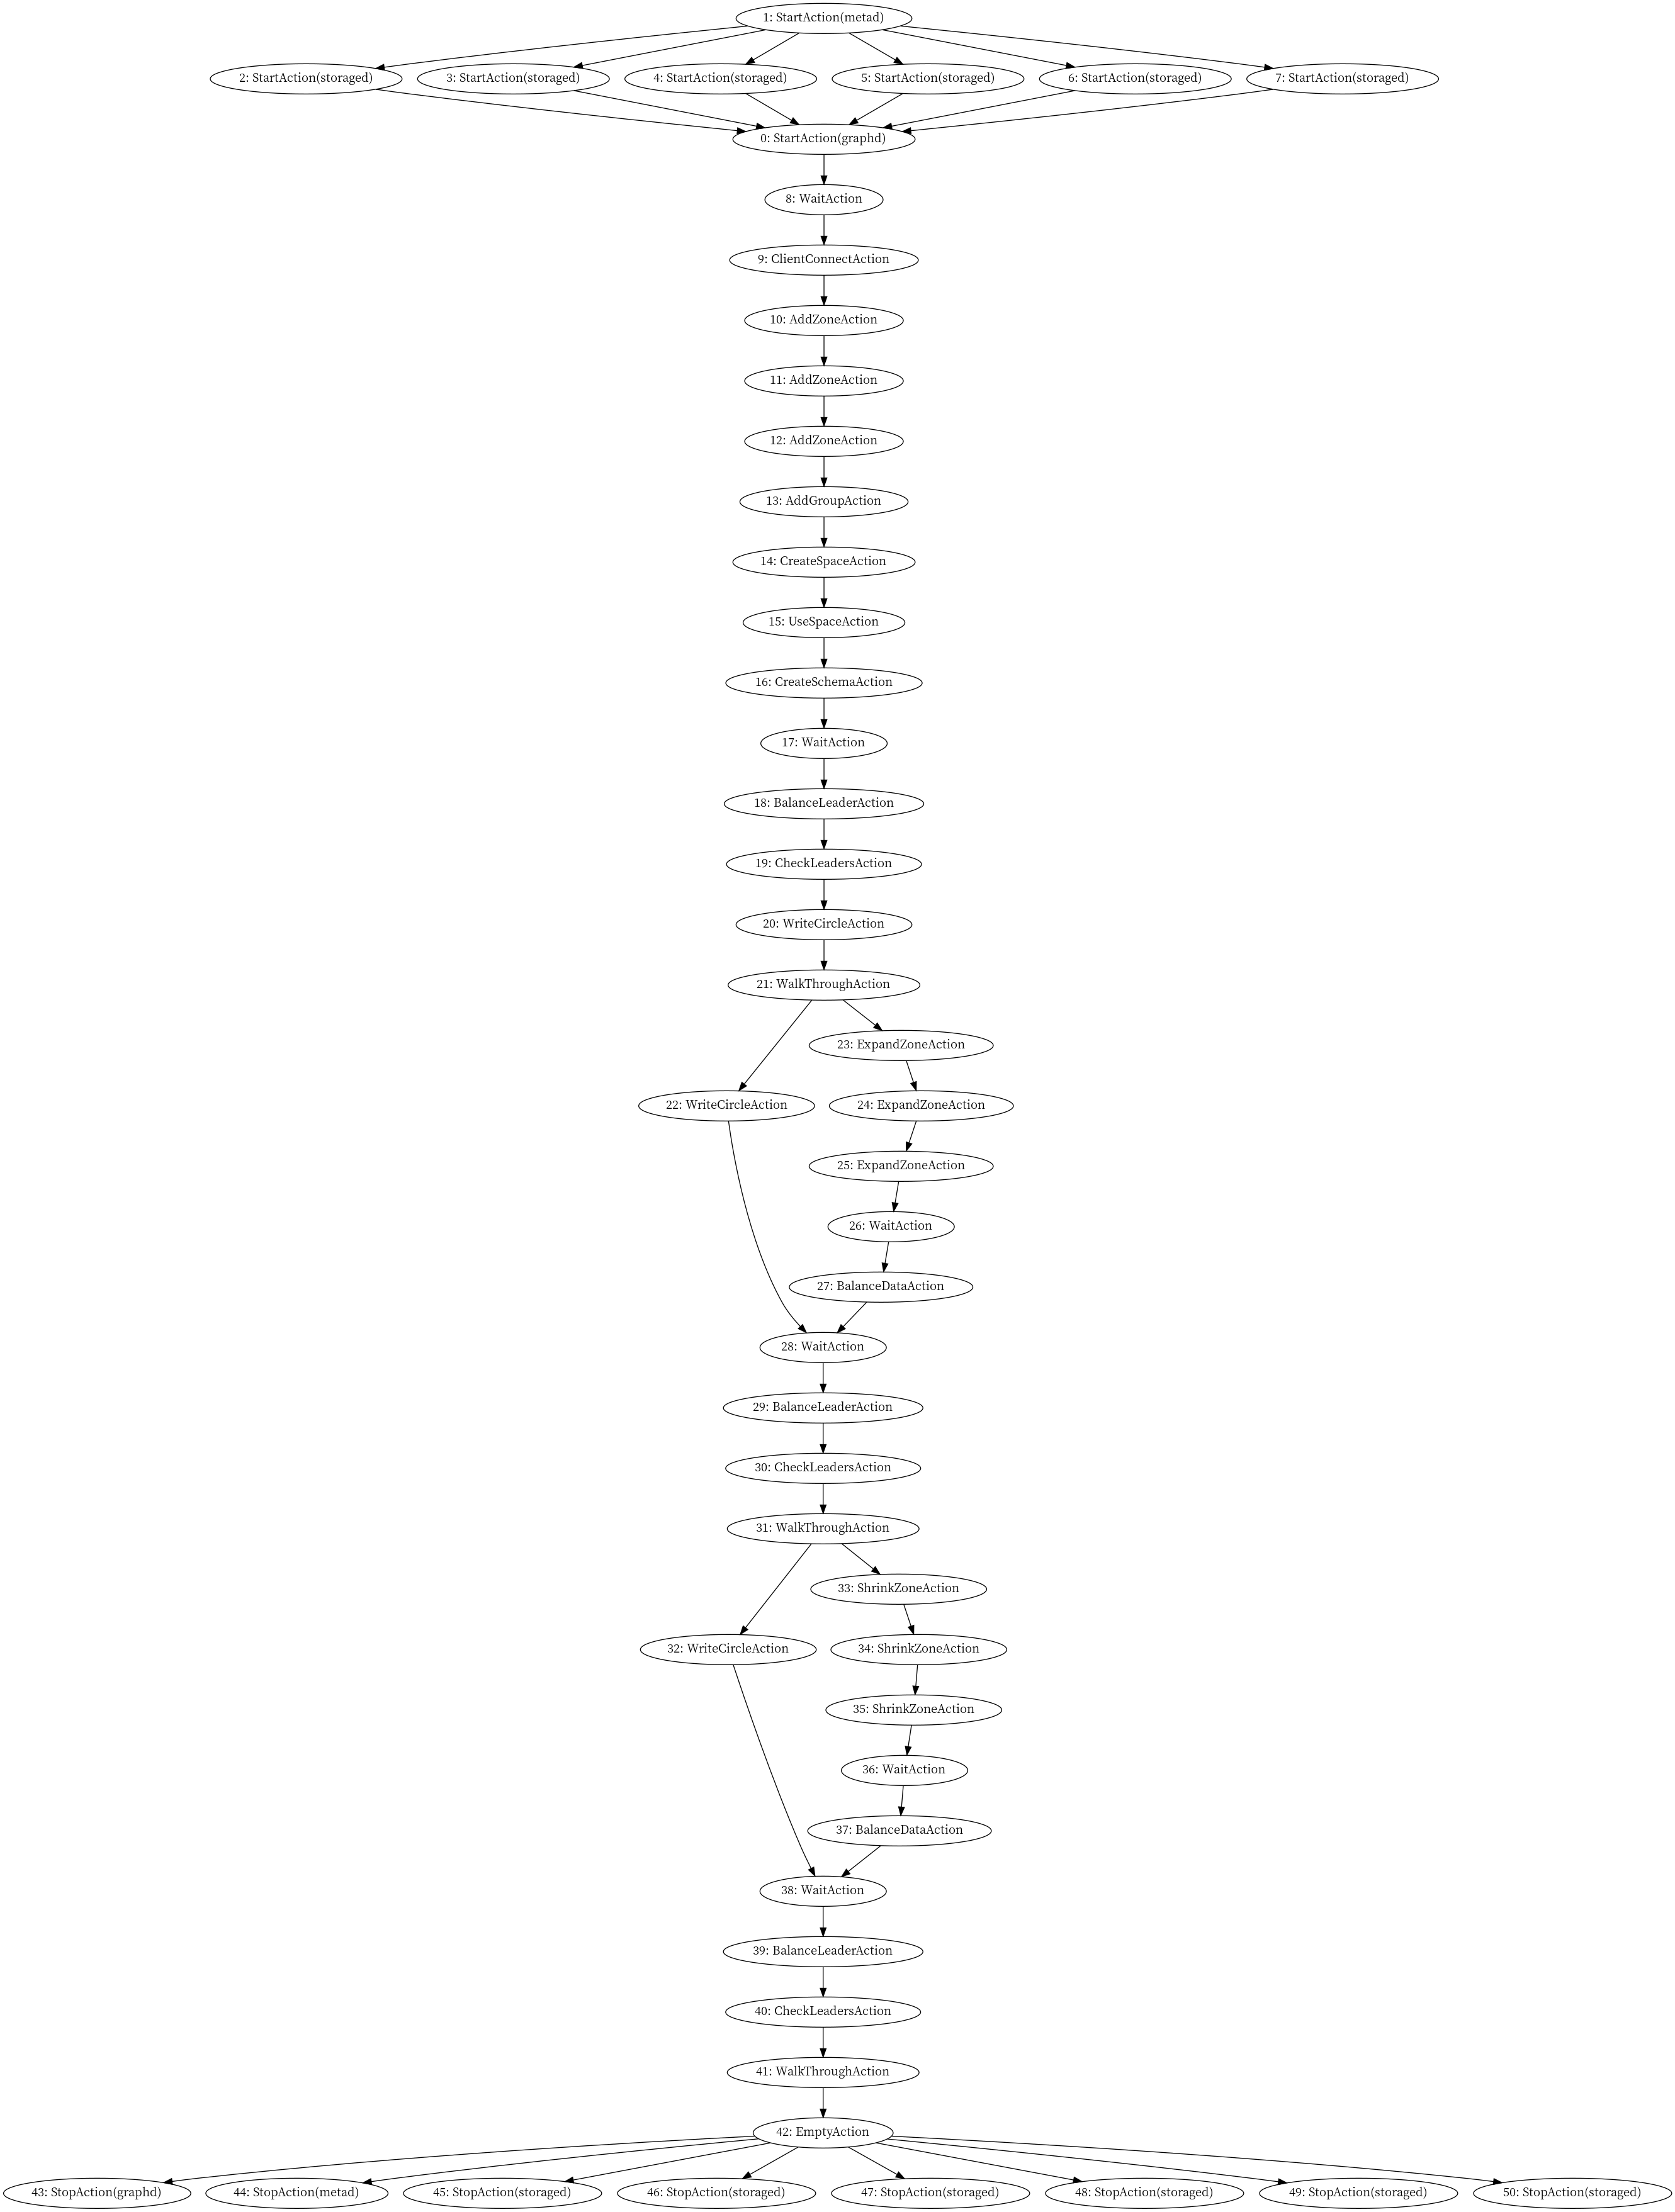 1: StartAction(metad)
2: StartAction(storaged)
3: StartAction(storaged)
4: StartAction(storaged)
5: StartAction(storaged)
6: StartAction(storaged)
7: StartAction(storaged)
0: StartAction(graphd)
8: WaitAction
9: ClientConnectAction
10: AddZoneAction
11: AddZoneAction
12: AddZoneAction
13: AddGroupAction
14: CreateSpaceAction
15: UseSpaceAction
16: CreateSchemaAction
17: WaitAction
18: BalanceLeaderAction
19: CheckLeadersAction
20: WriteCircleAction
21: WalkThroughAction
23: ExpandZoneAction
22: WriteCircleAction
24: ExpandZoneAction
25: ExpandZoneAction
26: WaitAction
27: BalanceDataAction
28: WaitAction
29: BalanceLeaderAction
30: CheckLeadersAction
31: WalkThroughAction
33: ShrinkZoneAction
32: WriteCircleAction
34: ShrinkZoneAction
35: ShrinkZoneAction
36: WaitAction
37: BalanceDataAction
38: WaitAction
39: BalanceLeaderAction
40: CheckLeadersAction
41: WalkThroughAction
42: EmptyAction
43: StopAction(graphd)
44: StopAction(metad)
45: StopAction(storaged)
46: StopAction(storaged)
47: StopAction(storaged)
48: StopAction(storaged)
49: StopAction(storaged)
50: StopAction(storaged)